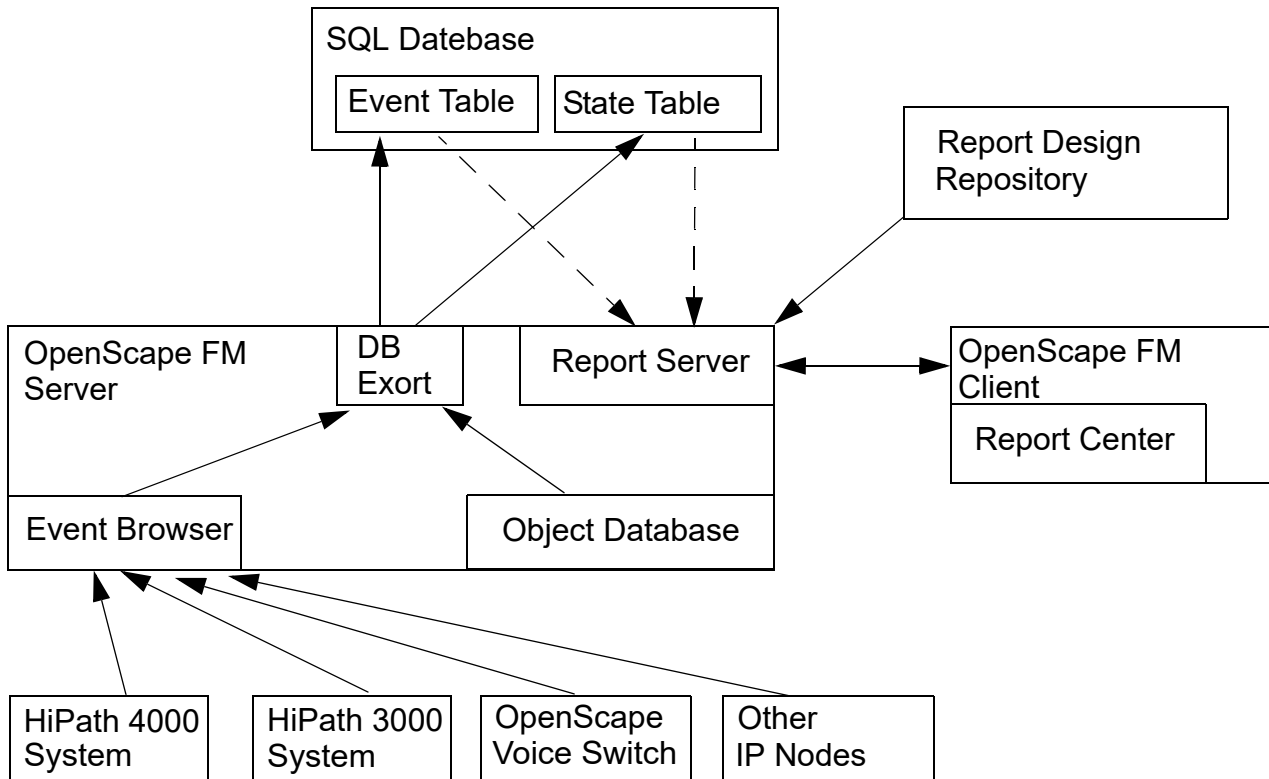 SQL Datebase
Event Table
State Table
Report Design
Repository
OpenScape FM
Server
DB
Exort
Report Server
OpenScape FM
Client
Report Center
Event Browser
Object Database
HiPath 4000
System
HiPath 3000
System
OpenScape
Voice Switch
Other
IP Nodes